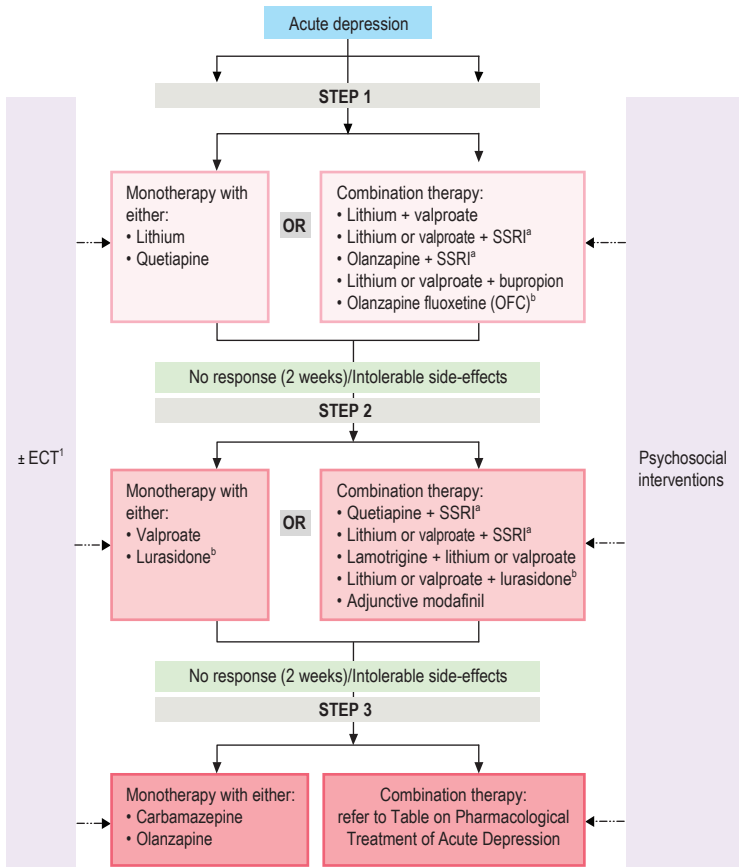 Acute depression
STEP 1
Monotherapy with
either:
• Lithium
• Quetiapine
OR
Combination therapy:
• Lithium + valproate
• Lithium or valproate + SSRIᵃ
• Olanzapine + SSRIᵃ
• Lithium or valproate + bupropion
• Olanzapine fluoxetine (OFC)ᵇ
No response (2 weeks)/Intolerable side-effects
STEP 2
± ECT¹
Psychosocial
interventions
Monotherapy with
either:
• Valproate
• Lurasidoneᵇ
OR
Combination therapy:
• Quetiapine + SSRIᵃ
• Lithium or valproate + SSRIᵃ
• Lamotrigine + lithium or valproate
• Lithium or valproate + lurasidoneᵇ
• Adjunctive modafinil
No response (2 weeks)/Intolerable side-effects
STEP 3
Monotherapy with either:
• Carbamazepine
• Olanzapine
Combination therapy:
refer to Table on Pharmacological
Treatment of Acute Depression